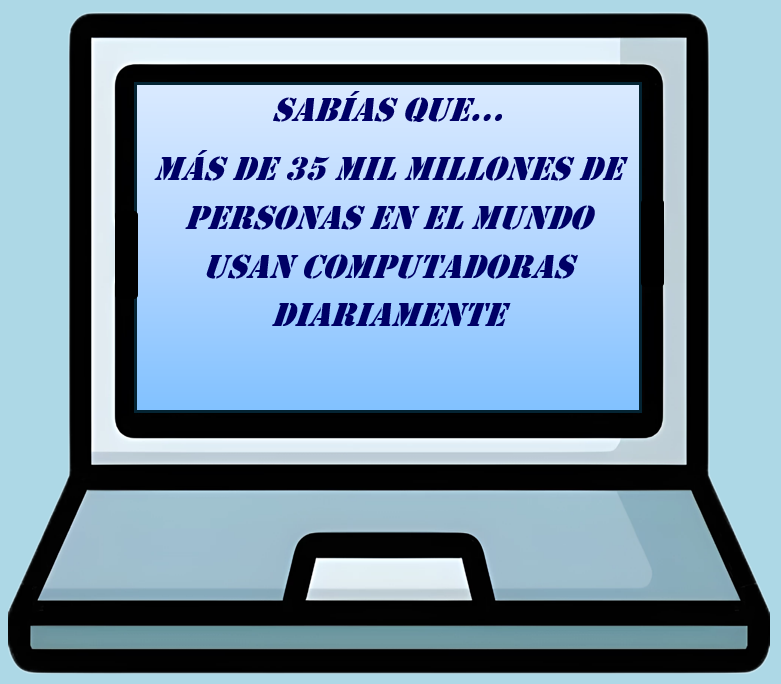 SABÍAS QUE...
MÁS DE 35 MIL MILLONES DE
PERSONAS EN EL MUNDO
USAN COMPUTADORAS
DIARIAMENTE